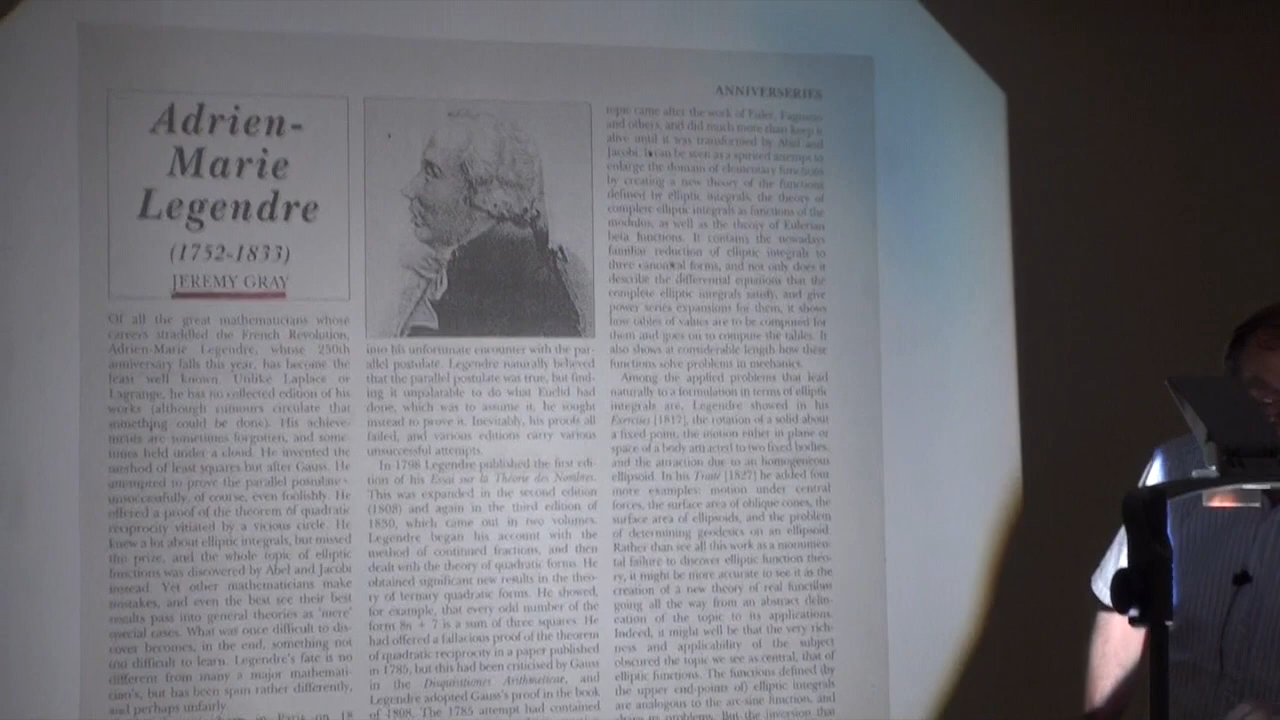 ANNIVERSERIES
Adrien-
Marie
Legendre
(1752-1833)
JEREMY GRAY
Of all the great mathematicians whose
careers straddled the French Revolution,
Adrien-Marie Legendre, whose 250th
anniversary falls this year, has become the
least well known. Unlike Laplace or
Lagrange, he has no collected edition of his
works (although rumours circulate that
something could be done). His achieve-
ments are sometimes forgotten, and some-
times held under a cloud. He invented the
method of least squares but after Gauss. He
attempted to prove the parallel postulate -
unsuccessfully, of course, even foolishly. He
offered a proof of the theorem of quadratic
reciprocity vitiated by a vicious circle. He
knew a lot about elliptic integrals, but missed
the prize, and the whole topic of elliptic
functions was discovered by Abel and Jacobi
instead. Yet other mathematicians make
mistakes, and even the best see their best
results pass into general theories as 'mere'
special cases. What was once difficult to dis-
cover becomes, in the end, something not
too difficult to learn. Legendre's fate is no
different from many a major mathemati-
cian's, but has been spun rather differently,
and perhaps unfairly.
in Paris on 18
into his unfortunate encounter with the par-
allel postulate. Legendre naturally believed
that the parallel postulate was true, but find-
ing it unpalatable to do what Euclid had
done, which was to assume it, he sought
instead to prove it. Inevitably, his proofs all
failed, and various editions carry various
unsuccessful attempts.
In 1798 Legendre published the first edi-
tion of his Essai sur la Théorie des Nombres.
This was expanded in the second edition
(1808) and again in the third edition of
1830, which came out in two volumes.
Legendre began his account with the
method of continued fractions, and then
dealt with the theory of quadratic forms. He
obtained significant new results in the theo-
ry of ternary quadratic forms. He showed,
for example, that every odd number of the
form 8n + 7 is a sum of three squares. He
had offered a fallacious proof of the theorem
of quadratic reciprocity in a paper published
in 1785, but this had been criticised by Gauss
in the Disquisitiones Arithmeticae, and
Legendre adopted Gauss's proof in the book
of 1808. The 1785 attempt had contained
topic came after the work of Euler, Fagnano
and others, and did much more than keep it
alive until it was transformed by Abel and
Jacobi. It can be seen as a spirited attempt to
enlarge the domain of elementary functions
by creating a new theory of the functions
defined by elliptic integrals, the theory of
complete elliptic integrals as functions of the
modulus, as well as the theory of Eulerian
beta functions. It contains the nowadays
familiar reduction of elliptic integrals to
three canonical forms, and not only does it
describe the differential equations that the
complete elliptic integrals satisfy, and give
power series expansions for them, it shows
how tables of values are to be computed for
them and goes on to compute the tables. It
also shows at considerable length how these
functions solve problems in mechanics.
Among the applied problems that lead
naturally to a formulation in terms of elliptic
integrals are, Legendre showed in his
Exercises [1817], the rotation of a solid about
a fixed point, the motion either in plane or
space of a body attracted to two fixed bodies,
and the attraction due to an homogeneous
ellipsoid. In his Traité [1827] he added four
more examples: motion under central
forces, the surface area of oblique cones, the
surface area of ellipsoids, and the problem
of determining geodesics on an ellipsoid.
Rather than see all this work as a monumen-
tal failure to discover elliptic function theo-
ry, it might be more accurate to see it as the
creation of a new theory of real functions
going all the way from an abstract delin-
eation of the topic to its applications.
Indeed, it might well be that the very rich-
ness and applicability of the subject
obscured the topic we see as central, that of
elliptic functions. The functions defined (by
the upper end-points of) elliptic integrals
are analogous to the arc-sine function, and
problems. But the inversion that